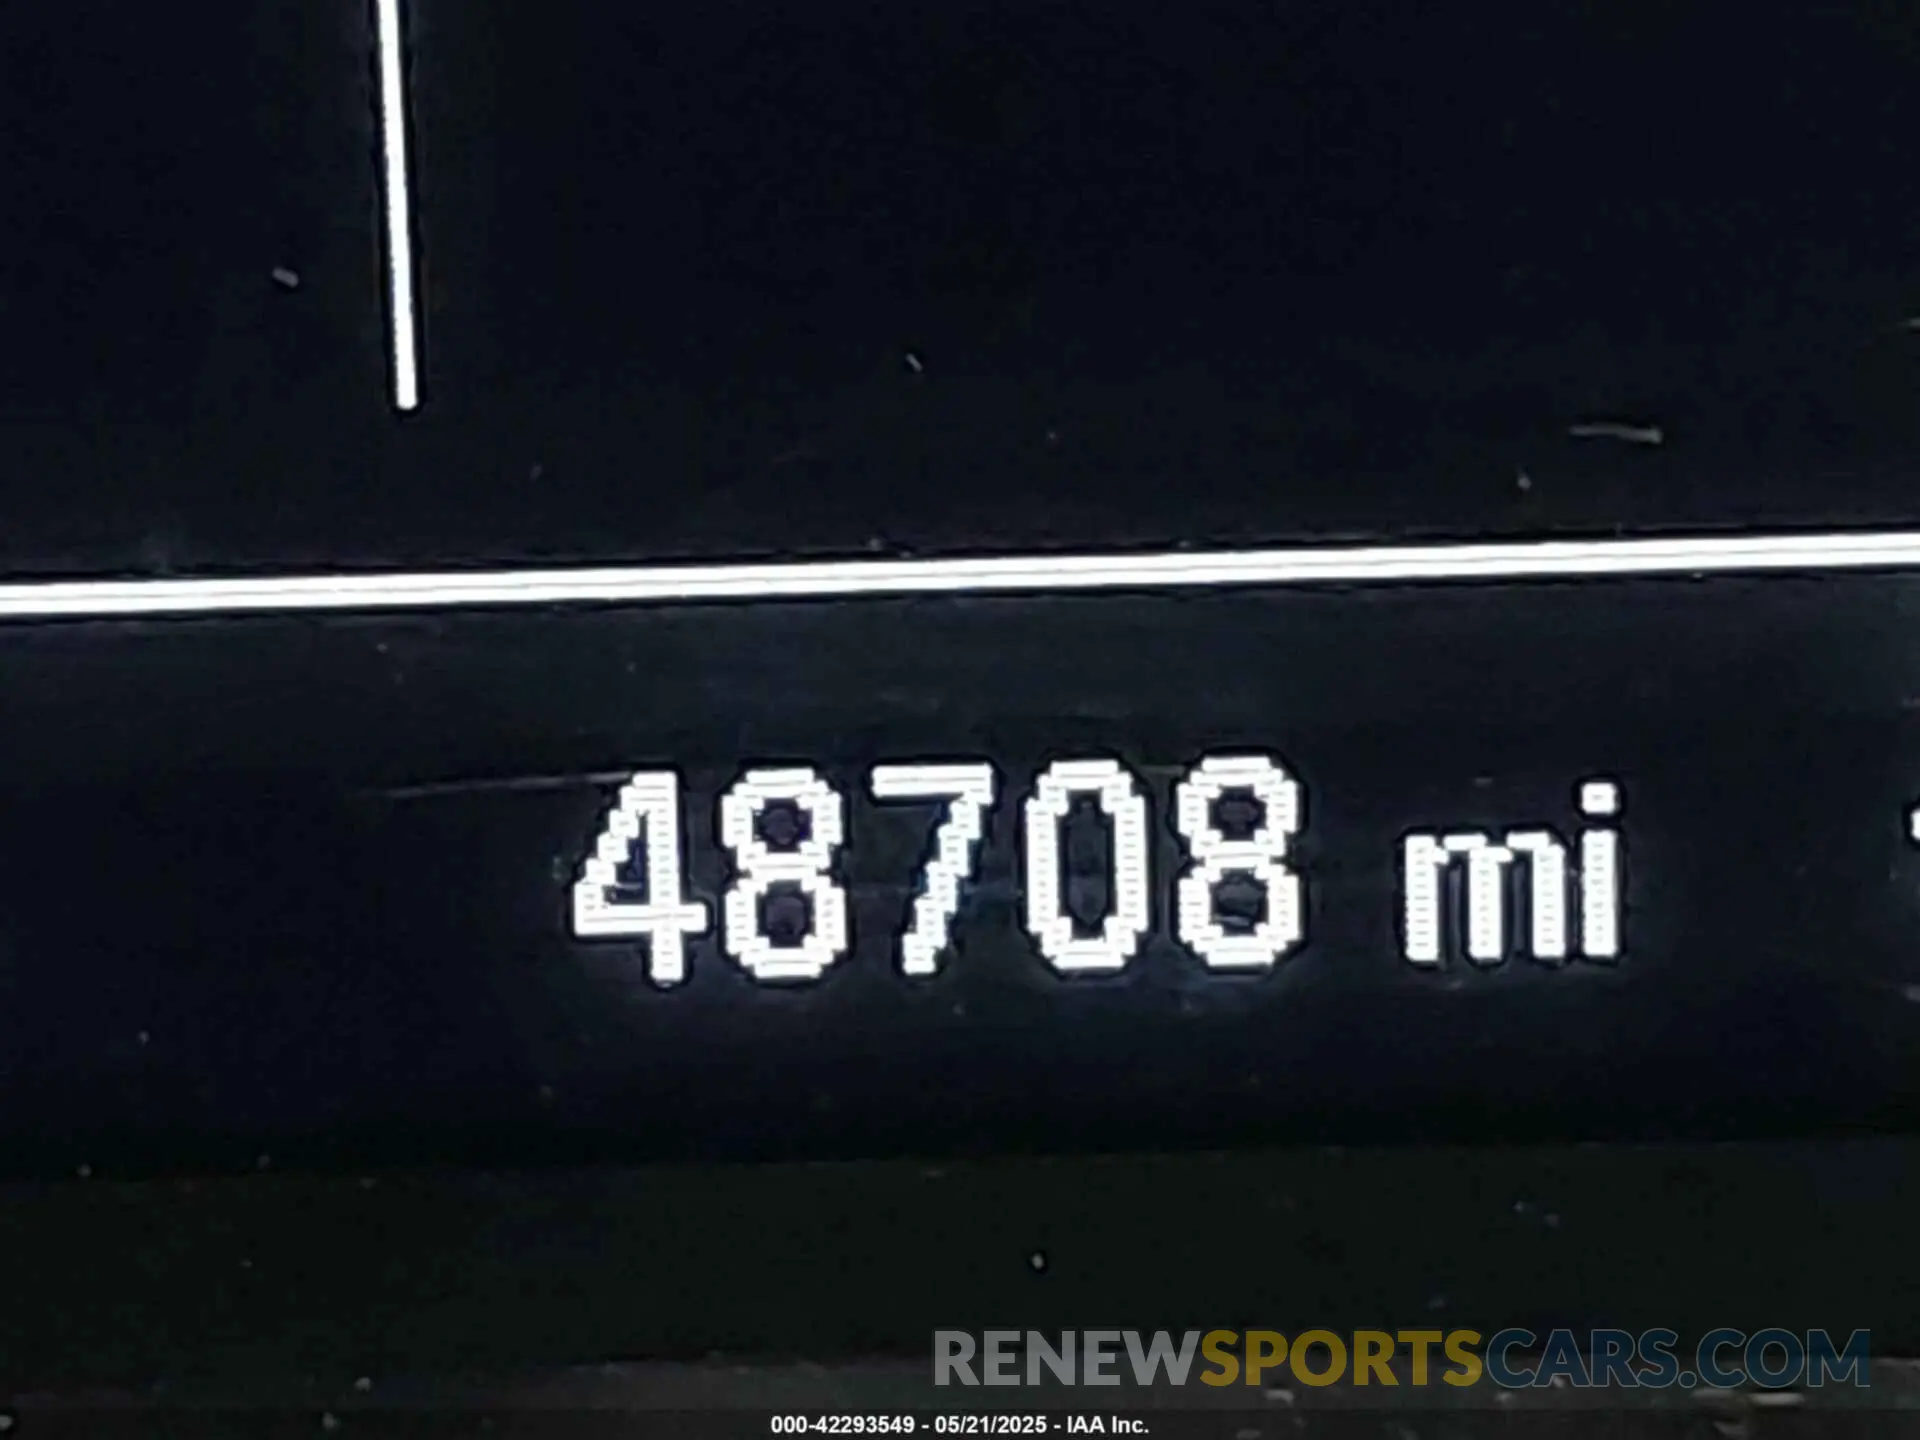 48708 mi
RENEWSPORTSCARS.COM
000-42293549 - 05/21/2025 - IAA Inc.